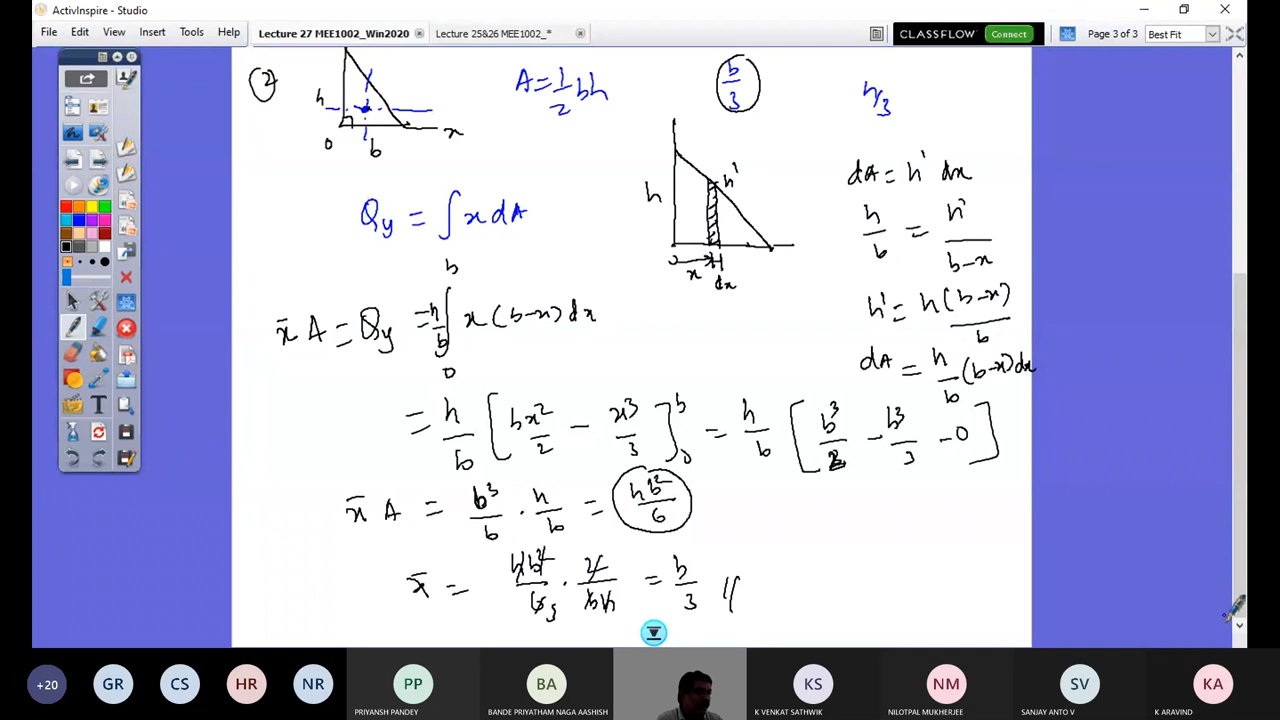 ActivInspire - Studio
File Edit View Insert Tools Help
Lecture 27 MEE1002_Win2020 Lecture 25&26 MEE1002_*
CLASSFLOW Connect Page 3 of 3 Best Fit
(2) h 0 b x
A = 1/2 bh
b/3
h/3
Qy = ∫ x dA
h h' 0 x dx
dA = h' dx
h/b = h'/(b-x)
h' = h(b-x)/b
dA = h/b (b-x)dx
x̄ A = Qy = h/b ∫₀ᵇ x(b-x)dx
= h/b [bx²/2 - x³/3]₀ᵇ = h/b [b³/2 - b³/3 - 0]
x̄ A = b³/6 · h/b = hb²/6
x̄ = hb²/6 3 · 2/bh = b/3 //
+20 GR CS HR NR PP BA KS NM SV KA
PRIYANSH PANDEY BANDE PRIYATHAM NAGA AASHISH K VENKAT SATHWIK NILOTPAL MUKHERJEE SANJAY ANTO V K ARAVIND